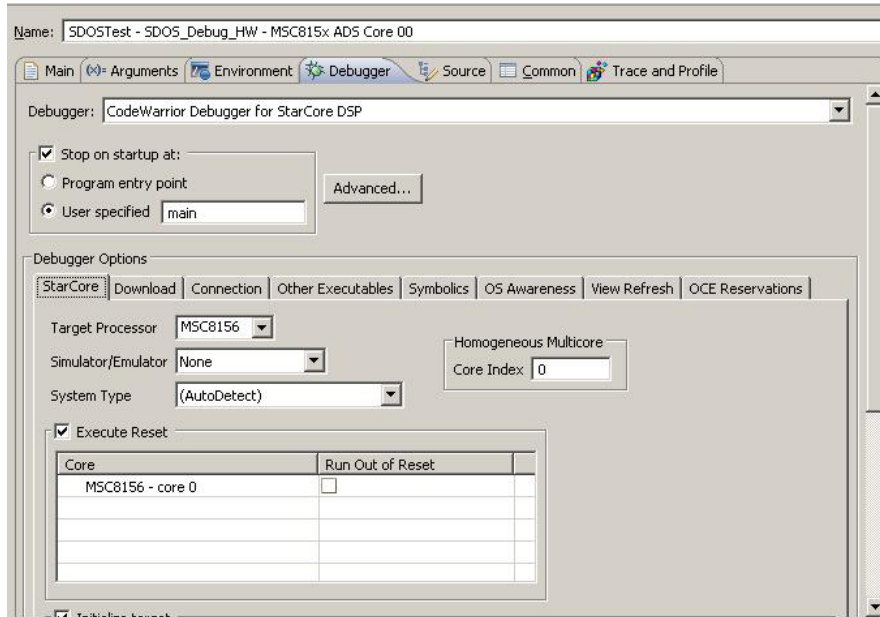 Name: SDOSTest - SDOS_Debug_HW - MSC815x ADS Core 00
Main (x)= Arguments Environment Debugger Source Common Trace and Profile
Debugger: CodeWarrior Debugger for StarCore DSP
Stop on startup at:
Program entry point
User specified main
Advanced...
Debugger Options
StarCore Download Connection Other Executables Symbolics OS Awareness View Refresh OCE Reservations
Target Processor MSC8156
Homogeneous Multicore
Simulator/Emulator None
Core Index 0
System Type (AutoDetect)
Execute Reset
Core Run Out of Reset
MSC8156 - core 0
Initialize target